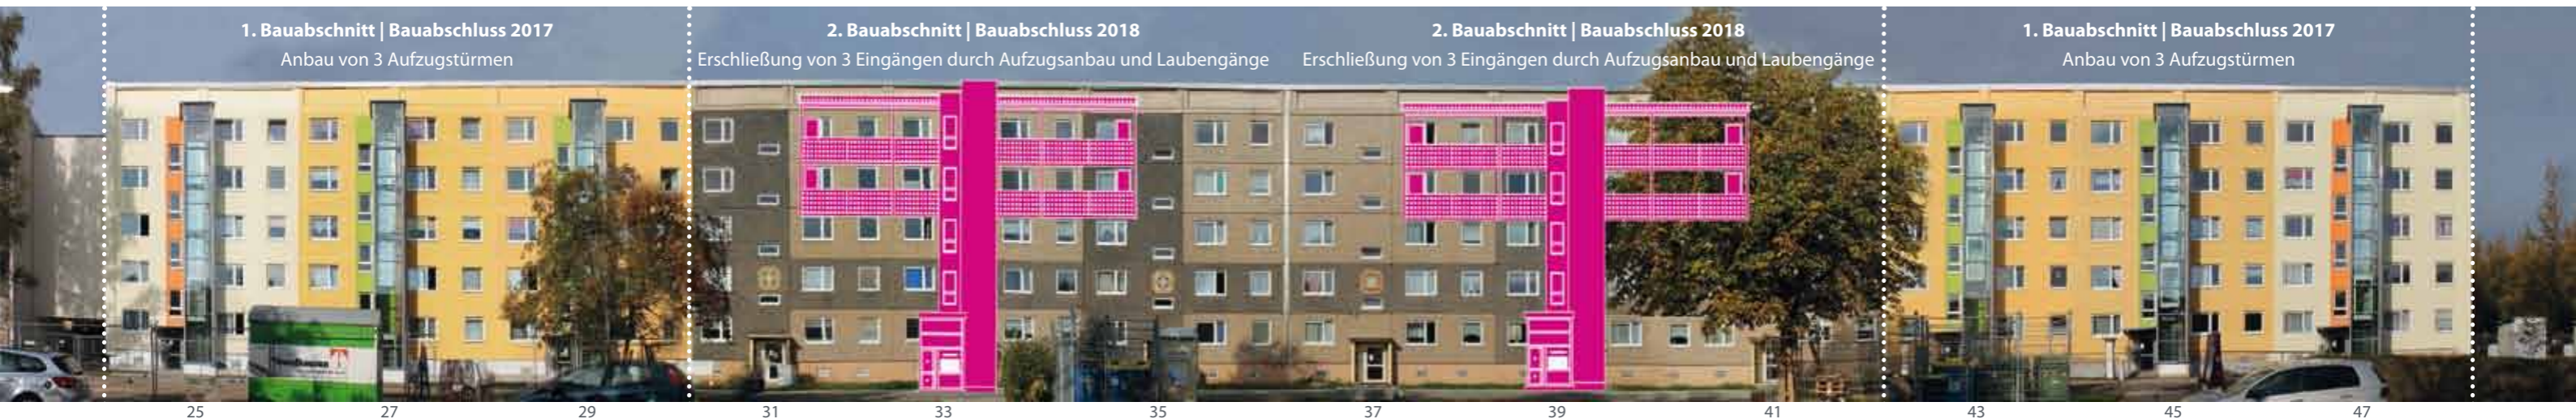 1. Bauabschnitt | Bauabschluss 2017
Anbau von 3 Aufzugstürmen
2. Bauabschnitt | Bauabschluss 2018
Erschließung von 3 Eingängen durch Aufzugsanbau und Laubengänge
2. Bauabschnitt | Bauabschluss 2018
Erschließung von 3 Eingängen durch Aufzugsanbau und Laubengänge
1. Bauabschnitt | Bauabschluss 2017
Anbau von 3 Aufzugstürmen
25 27 29 31 33 35 37 39 41 43 45 47